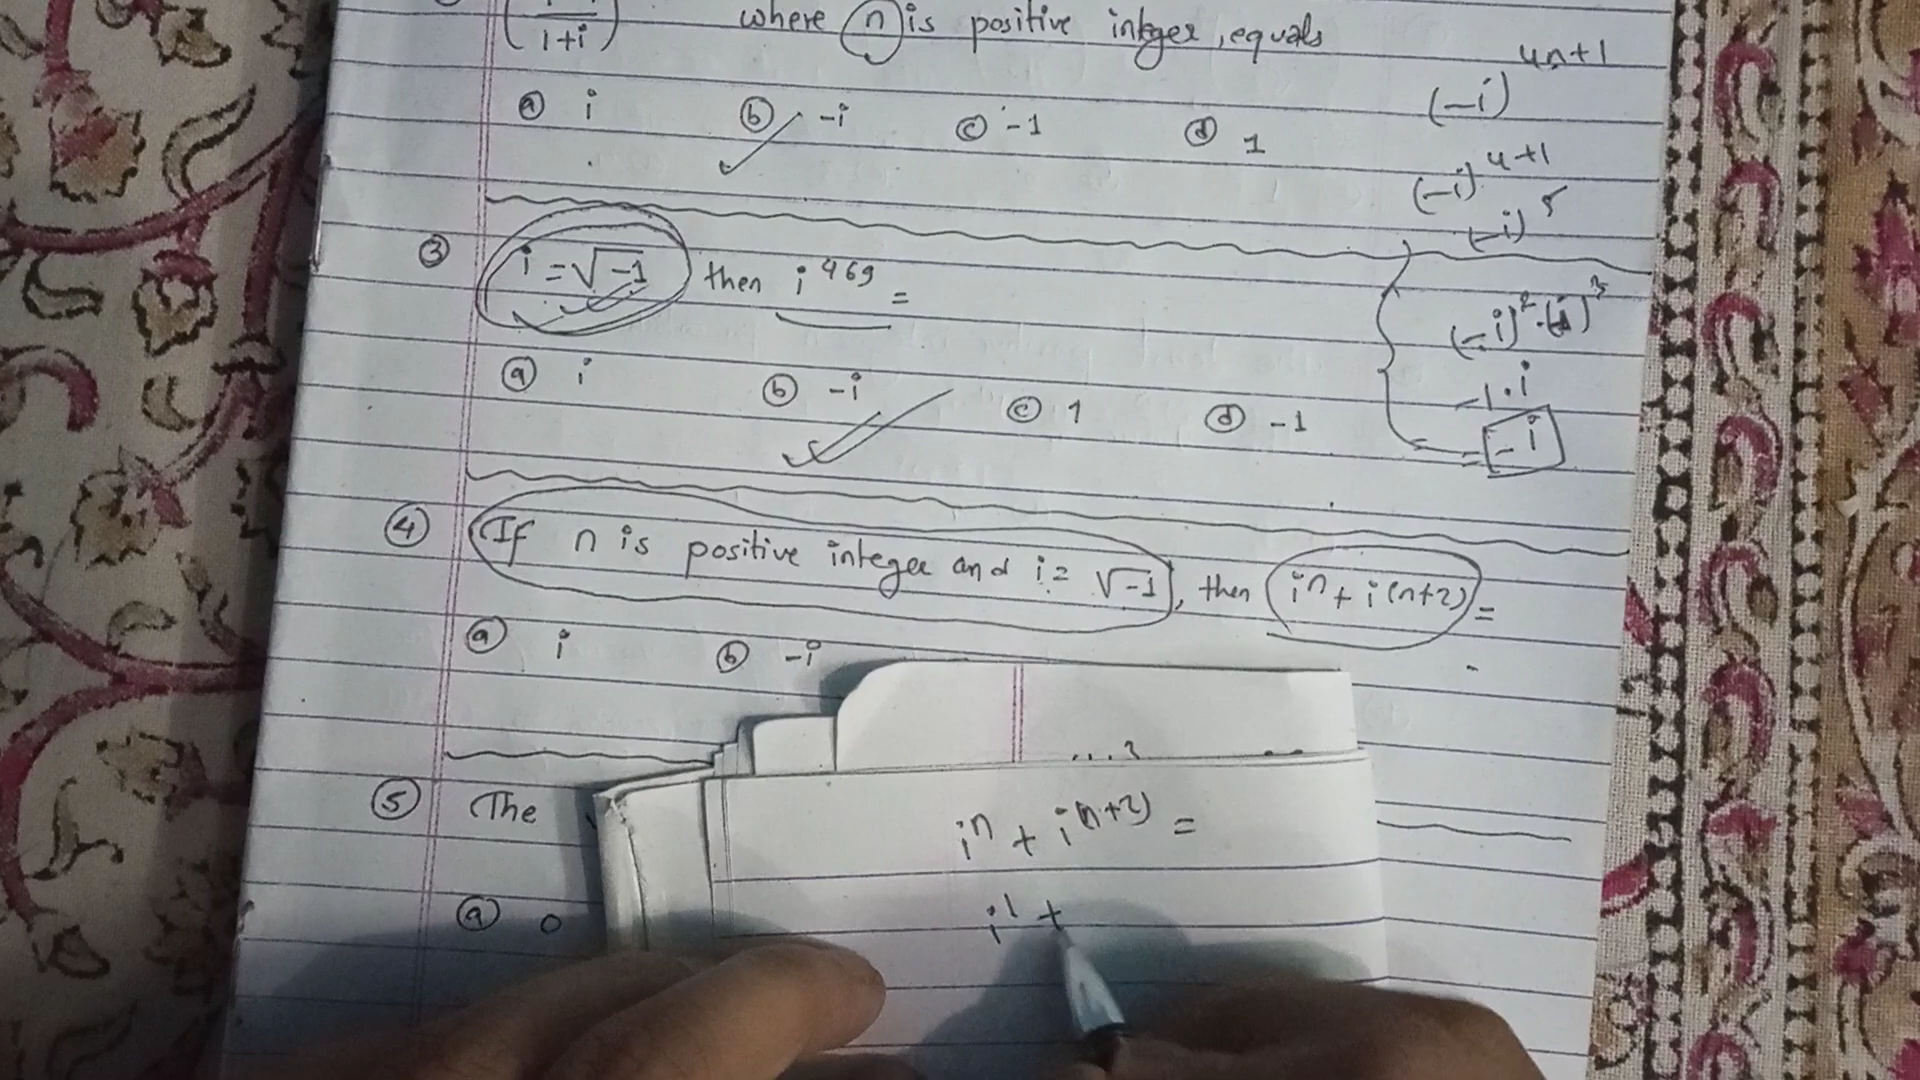 1+i where n is positive integer, equals
4n+1
(-i)
ⓐ i ⓑ -i ⓒ -1 ⓓ 1
(-i)^4+1
(-i)^5
③ i = √-1 then i^469 =
(-i)^2 · (i)^3
ⓐ i ⓑ -i ⓒ 1 ⓓ -1
-1 · i
= -i
④ If n is positive integer and i = √-1, then i^n + i^(n+2) =
ⓐ i ⓑ -i
⑤ The
i^n + i^(n+2) =
ⓐ 0
i^1 +